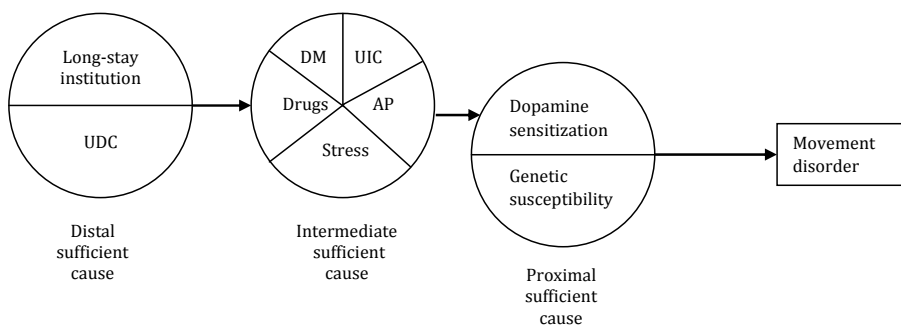 Long-stay
institution
UDC
Distal
sufficient
cause
DM
UIC
Drugs
AP
Stress
Intermediate
sufficient
cause
Dopamine
sensitization
Genetic
susceptibility
Proximal
sufficient
cause
Movement
disorder